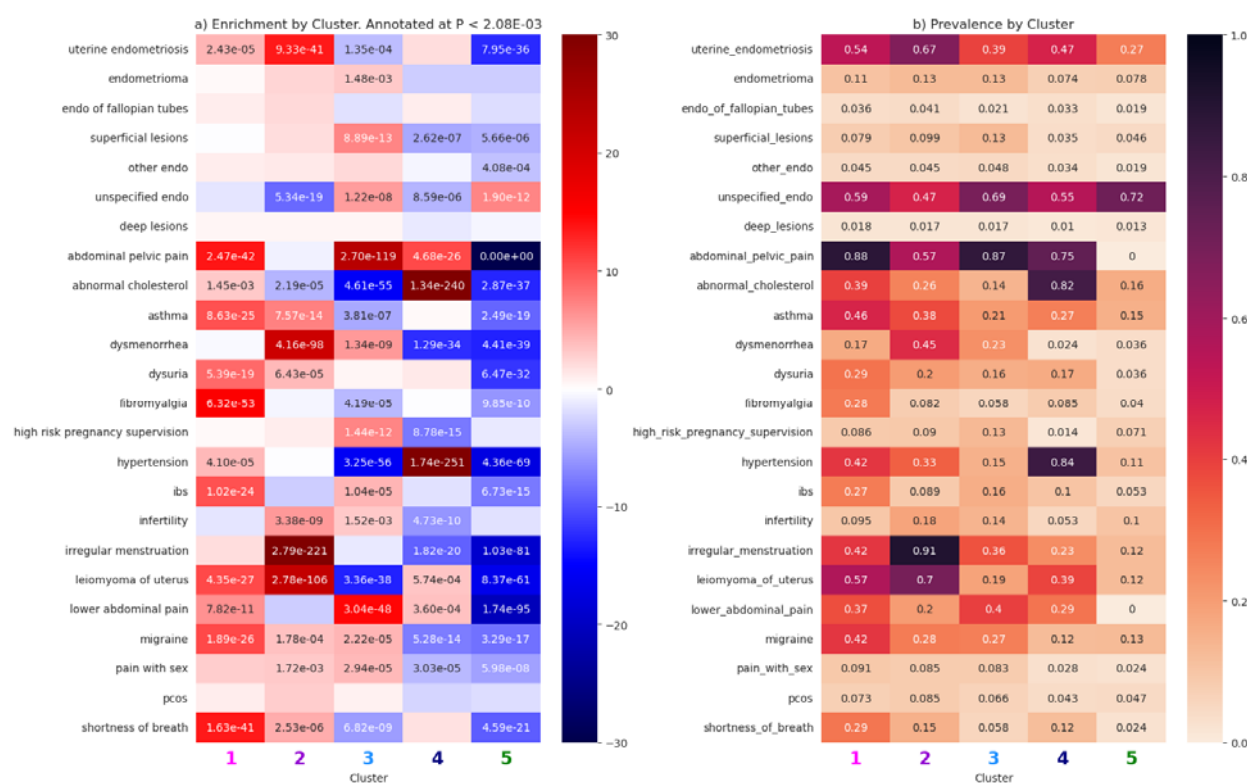 a) Enrichment by Cluster. Annotated at P < 2.08E-03
uterine endometriosis 2.43e-05 9.33e-41 1.35e-04 7.95e-36
endometrioma 1.48e-03
endo of fallopian tubes
superficial lesions 8.89e-13 2.62e-07 5.66e-06
other endo 4.08e-04
unspecified endo 5.34e-19 1.22e-08 8.59e-06 1.90e-12
deep lesions
abdominal pelvic pain 2.47e-42 2.70e-119 4.68e-26 0.00e+00
abnormal cholesterol 1.45e-03 2.19e-05 4.61e-55 1.34e-240 2.87e-37
asthma 8.63e-25 7.57e-14 3.81e-07 2.49e-19
dysmenorrhea 4.16e-98 1.34e-09 1.29e-34 4.41e-39
dysuria 5.39e-19 6.43e-05 6.47e-32
fibromyalgia 6.32e-53 4.19e-05 9.85e-10
high risk pregnancy supervision 1.44e-12 8.78e-15
hypertension 4.10e-05 3.25e-56 1.74e-251 4.36e-69
ibs 1.02e-24 1.04e-05 6.73e-15
infertility 3.38e-09 1.52e-03 4.73e-10
irregular menstruation 2.79e-221 1.82e-20 1.03e-81
leiomyoma of uterus 4.35e-27 2.78e-106 3.36e-38 5.74e-04 8.37e-61
lower abdominal pain 7.82e-11 3.04e-48 3.60e-04 1.74e-95
migraine 1.89e-26 1.78e-04 2.22e-05 5.28e-14 3.29e-17
pain with sex 1.72e-03 2.94e-05 3.03e-05 5.98e-08
pcos
shortness of breath 1.63e-41 2.53e-06 6.82e-09 4.59e-21
1 2 3 4 5
Cluster
30
20
10
0
−10
−20
−30
b) Prevalence by Cluster
uterine_endometriosis 0.54 0.67 0.39 0.47 0.27
endometrioma 0.11 0.13 0.13 0.074 0.078
endo_of_fallopian_tubes 0.036 0.041 0.021 0.033 0.019
superficial_lesions 0.079 0.099 0.13 0.035 0.046
other_endo 0.045 0.045 0.048 0.034 0.019
unspecified_endo 0.59 0.47 0.69 0.55 0.72
deep_lesions 0.018 0.017 0.017 0.01 0.013
abdominal_pelvic_pain 0.88 0.57 0.87 0.75 0
abnormal_cholesterol 0.39 0.26 0.14 0.82 0.16
asthma 0.46 0.38 0.21 0.27 0.15
dysmenorrhea 0.17 0.45 0.23 0.024 0.036
dysuria 0.29 0.2 0.16 0.17 0.036
fibromyalgia 0.28 0.082 0.058 0.085 0.04
high_risk_pregnancy_supervision 0.086 0.09 0.13 0.014 0.071
hypertension 0.42 0.33 0.15 0.84 0.11
ibs 0.27 0.089 0.16 0.1 0.053
infertility 0.095 0.18 0.14 0.053 0.1
irregular_menstruation 0.42 0.91 0.36 0.23 0.12
leiomyoma_of_uterus 0.57 0.7 0.19 0.39 0.12
lower_abdominal_pain 0.37 0.2 0.4 0.29 0
migraine 0.42 0.28 0.27 0.12 0.13
pain_with_sex 0.091 0.085 0.083 0.028 0.024
pcos 0.073 0.085 0.066 0.043 0.047
shortness_of_breath 0.29 0.15 0.058 0.12 0.024
1 2 3 4 5
Cluster
1.0
0.8
0.6
0.4
0.2
0.0